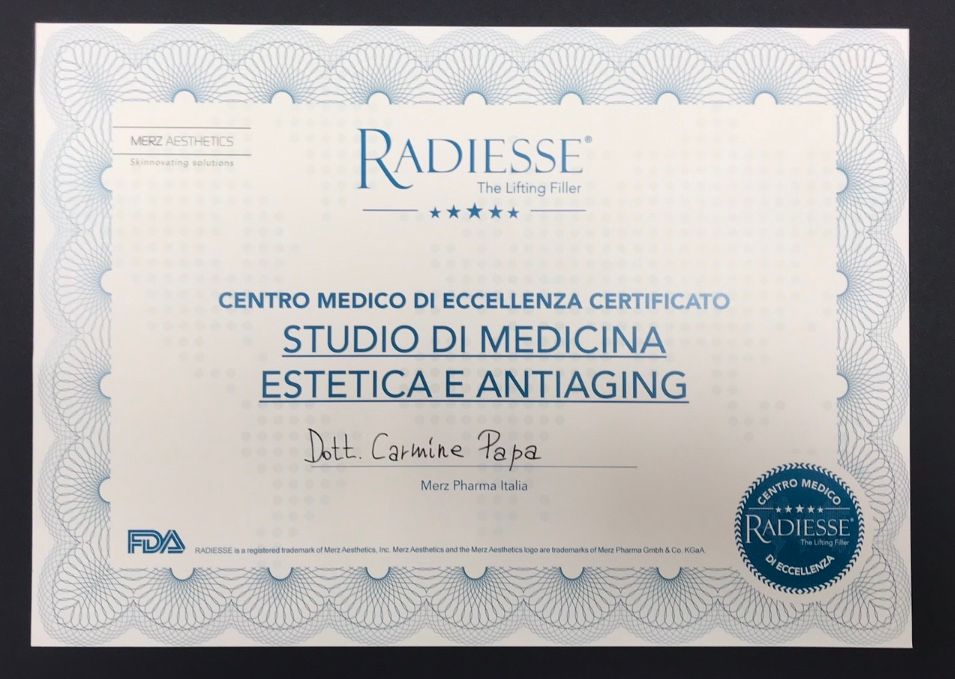 MERZ AESTHETICS
Skinnovating solutions
RADIESSE®
The Lifting Filler
CENTRO MEDICO DI ECCELLENZA CERTIFICATO
STUDIO DI MEDICINA
ESTETICA E ANTIAGING
Dott. Carmine Papa
Merz Pharma Italia
FDA
RADIESSE is a registered trademark of Merz Aesthetics, Inc. Merz Aesthetics and the Merz Aesthetics logo are trademarks of Merz Pharma Gmbh & Co. KGaA.
CENTRO MEDICO
RADIESSE®
The Lifting Filler
DI ECCELLENZA